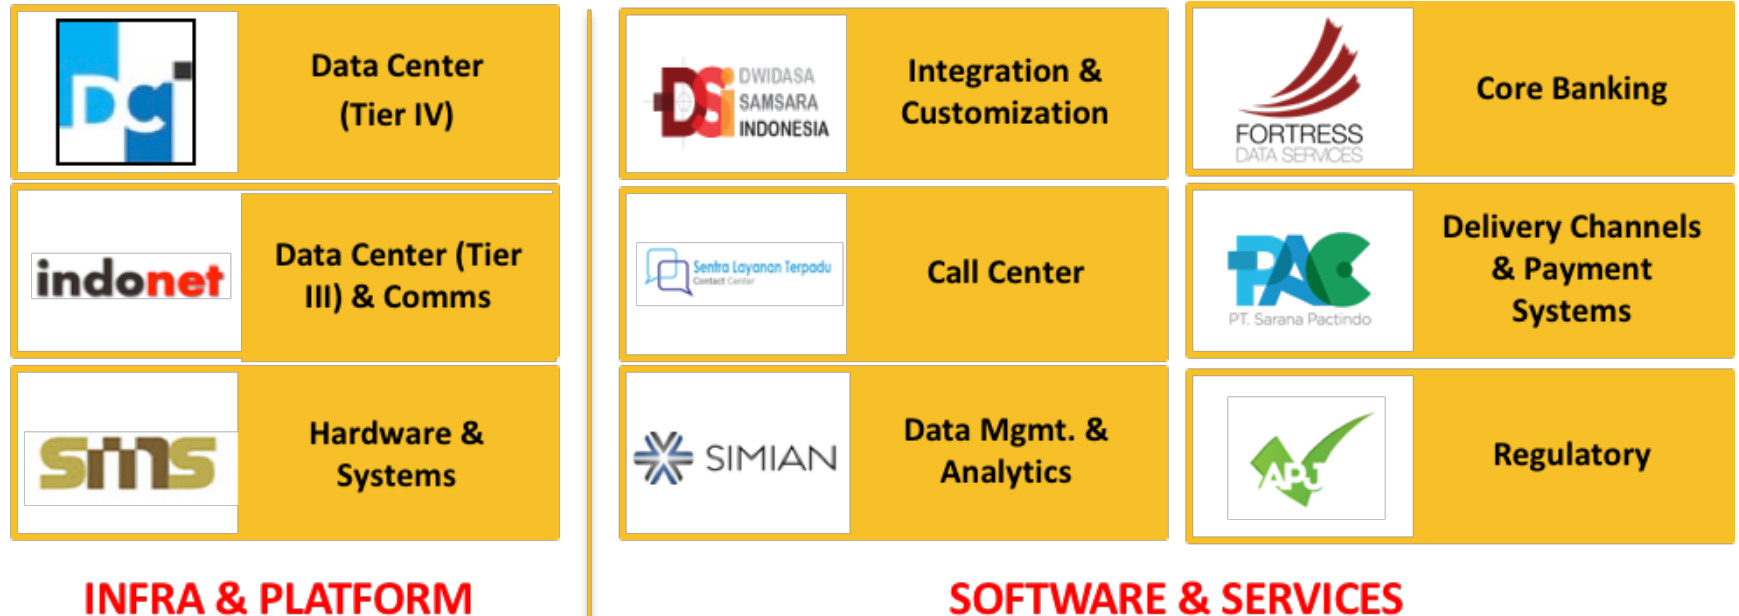 DCI
Data Center
(Tier IV)
indonet
Data Center (Tier
III) & Comms
sms
Hardware &
Systems
INFRA & PLATFORM
DSi
DWIDASA
SAMSARA
INDONESIA
Integration &
Customization
Sentra Layanan Terpadu
Contact Center
Call Center
SIMIAN
Data Mgmt. &
Analytics
FORTRESS
DATA SERVICES
Core Banking
PAC
PT. Sarana Pactindo
Delivery Channels
& Payment
Systems
APJ
Regulatory
SOFTWARE & SERVICES